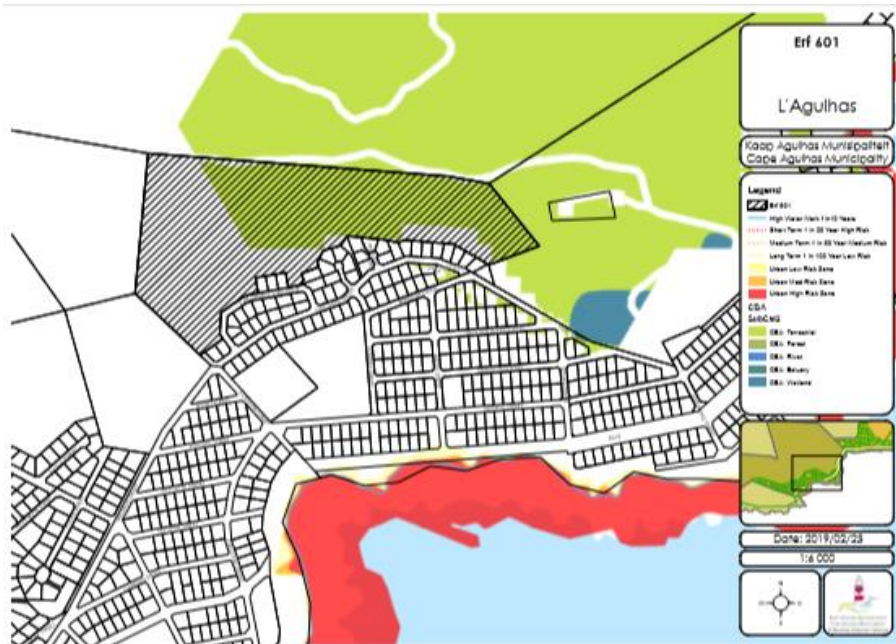 Erf 601
L'Agulhas
Kaap Agulhas Munisipaliteit
Cape Agulhas Municipality
Legend
Erf 601
High Water Mark 1 in 10 Years
Short Term 1 in 20 Year High Risk
Medium Term 1 in 50 Year Medium Risk
Long Term 1 in 100 Year Low Risk
Urban Low Risk Zone
Urban Med Risk Zone
Urban High Risk Zone
CBA
CBA: Terrestrial
CBA: Forest
CBA: River
CBA: Estuary
CBA: Wetland
Date: 2019/02/25
1:6 000